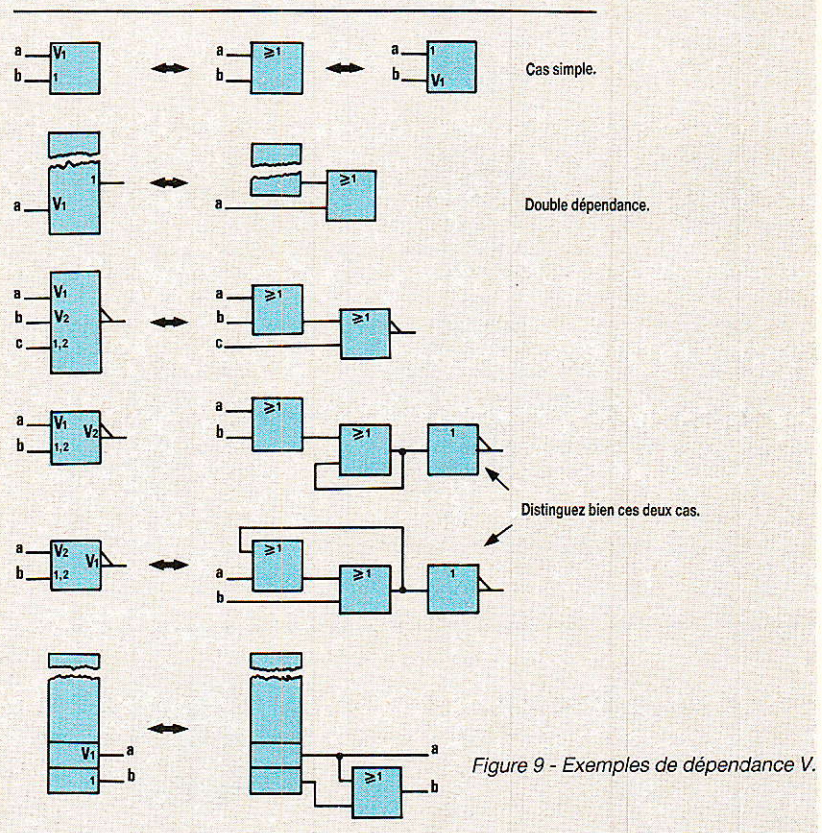 a V1 ≥1 a 1
b 1 b V1
Cas simple.
1
a V1
a ≥1
Double dépendance.
a V1
b V2
c 1,2
a ≥1
b
c ≥1
a V1 V2
b 1,2
a ≥1
b ≥1 1
Distinguez bien ces deux cas.
a V2 V1
b 1,2
≥1
a
b ≥1 1
V1 a
1 b
a
≥1 b
Figure 9 - Exemples de dépendance V.